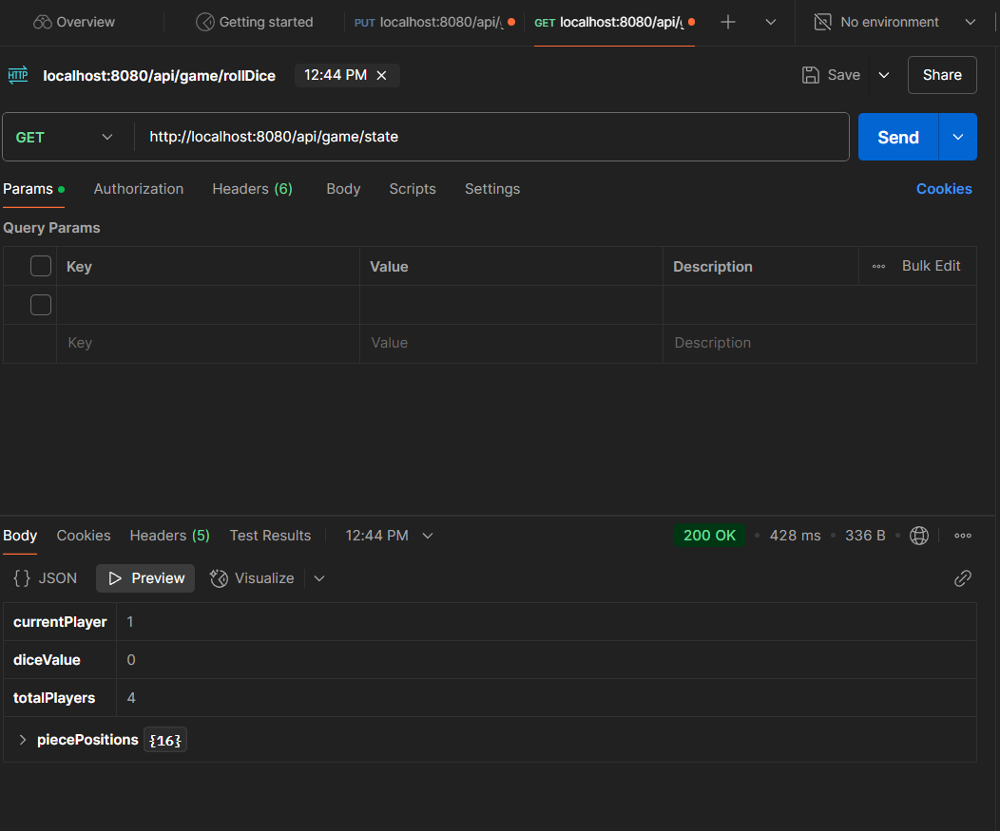 Overview Getting started PUT localhost:8080/api/ GET localhost:8080/api/ No environment
HTTP localhost:8080/api/game/rollDice 12:44 PM Save Share
GET http://localhost:8080/api/game/state Send
Params Authorization Headers (6) Body Scripts Settings Cookies
Query Params
Key Value Description Bulk Edit
Key Value Description
Body Cookies Headers (5) Test Results 12:44 PM 200 OK • 428 ms • 336 B •
{} JSON Preview Visualize
currentPlayer 1
diceValue 0
totalPlayers 4
piecePositions {16}